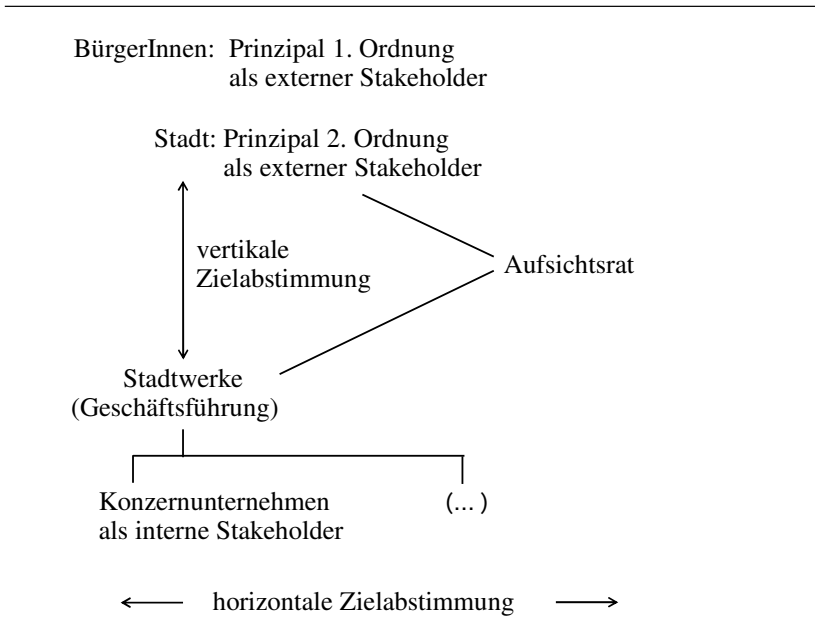 BürgerInnen: Prinzipal 1. Ordnung
als externer Stakeholder
Stadt: Prinzipal 2. Ordnung
als externer Stakeholder
vertikale
Zielabstimmung
Aufsichtsrat
Stadtwerke
(Geschäftsführung)
Konzernunternehmen
als interne Stakeholder
(... )
horizontale Zielabstimmung